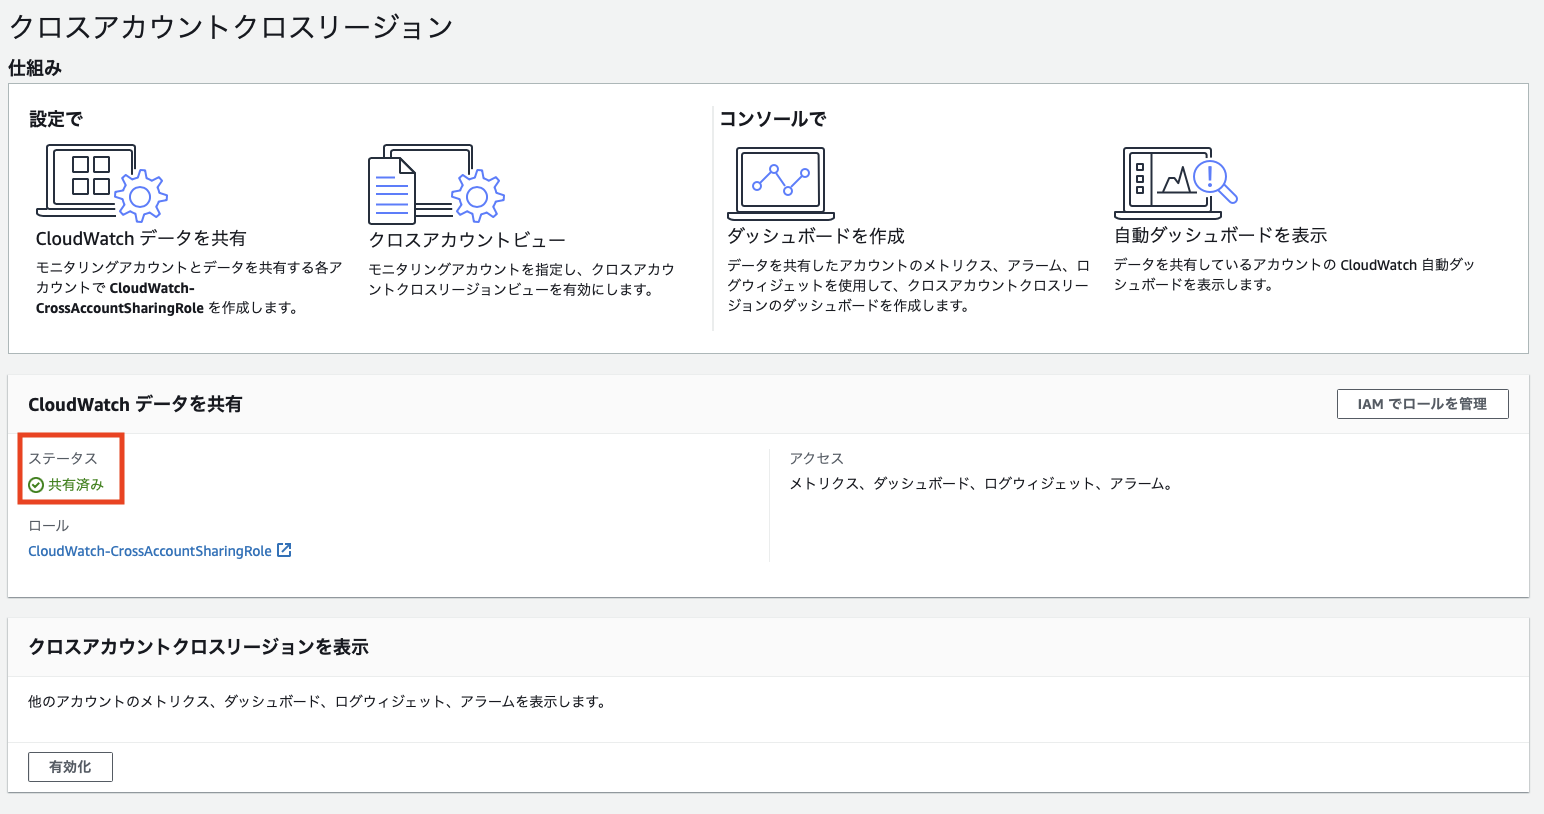 クロスアカウントクロスリージョン
仕組み
設定で
CloudWatch データを共有
モニタリングアカウントとデータを共有する各ア
カウントで CloudWatch-
CrossAccountSharingRole を作成します。
クロスアカウントビュー
モニタリングアカウントを指定し、クロスアカウ
ントクロスリージョンビューを有効にします。
コンソールで
ダッシュボードを作成
データを共有したアカウントのメトリクス、アラーム、ロ
グウィジェットを使用して、クロスアカウントクロスリー
ジョンのダッシュボードを作成します。
自動ダッシュボードを表示
データを共有しているアカウントの CloudWatch 自動ダッ
シュボードを表示します。
CloudWatch データを共有
IAM でロールを管理
ステータス
共有済み
ロール
CloudWatch-CrossAccountSharingRole
アクセス
メトリクス、ダッシュボード、ログウィジェット、アラーム。
クロスアカウントクロスリージョンを表示
他のアカウントのメトリクス、ダッシュボード、ログウィジェット、アラームを表示します。
有効化